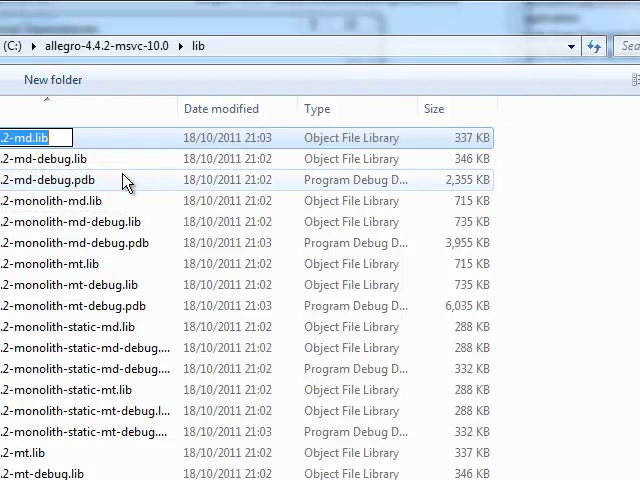 (C:) allegro-4.4.2-msvc-10.0 lib
Sea
New folder
Date modified Type Size
.2-md.lib 18/10/2011 21:03 Object File Library 337 KB
.2-md-debug.lib 18/10/2011 21:02 Object File Library 346 KB
.2-md-debug.pdb 18/10/2011 21:02 Program Debug D... 2,355 KB
.2-monolith-md.lib 18/10/2011 21:02 Object File Library 715 KB
.2-monolith-md-debug.lib 18/10/2011 21:02 Object File Library 735 KB
.2-monolith-md-debug.pdb 18/10/2011 21:03 Program Debug D... 3,955 KB
.2-monolith-mt.lib 18/10/2011 21:02 Object File Library 715 KB
.2-monolith-mt-debug.lib 18/10/2011 21:02 Object File Library 735 KB
.2-monolith-mt-debug.pdb 18/10/2011 21:03 Program Debug D... 6,035 KB
.2-monolith-static-md.lib 18/10/2011 21:02 Object File Library 288 KB
.2-monolith-static-md-debug.... 18/10/2011 21:02 Object File Library 288 KB
.2-monolith-static-md-debug.... 18/10/2011 21:02 Program Debug D... 332 KB
.2-monolith-static-mt.lib 18/10/2011 21:02 Object File Library 288 KB
.2-monolith-static-mt-debug.l... 18/10/2011 21:02 Object File Library 288 KB
.2-monolith-static-mt-debug.... 18/10/2011 21:03 Program Debug D... 332 KB
.2-mt.lib 18/10/2011 21:02 Object File Library 337 KB
.2-mt-debug.lib 18/10/2011 21:02 Object File Library 346 KB